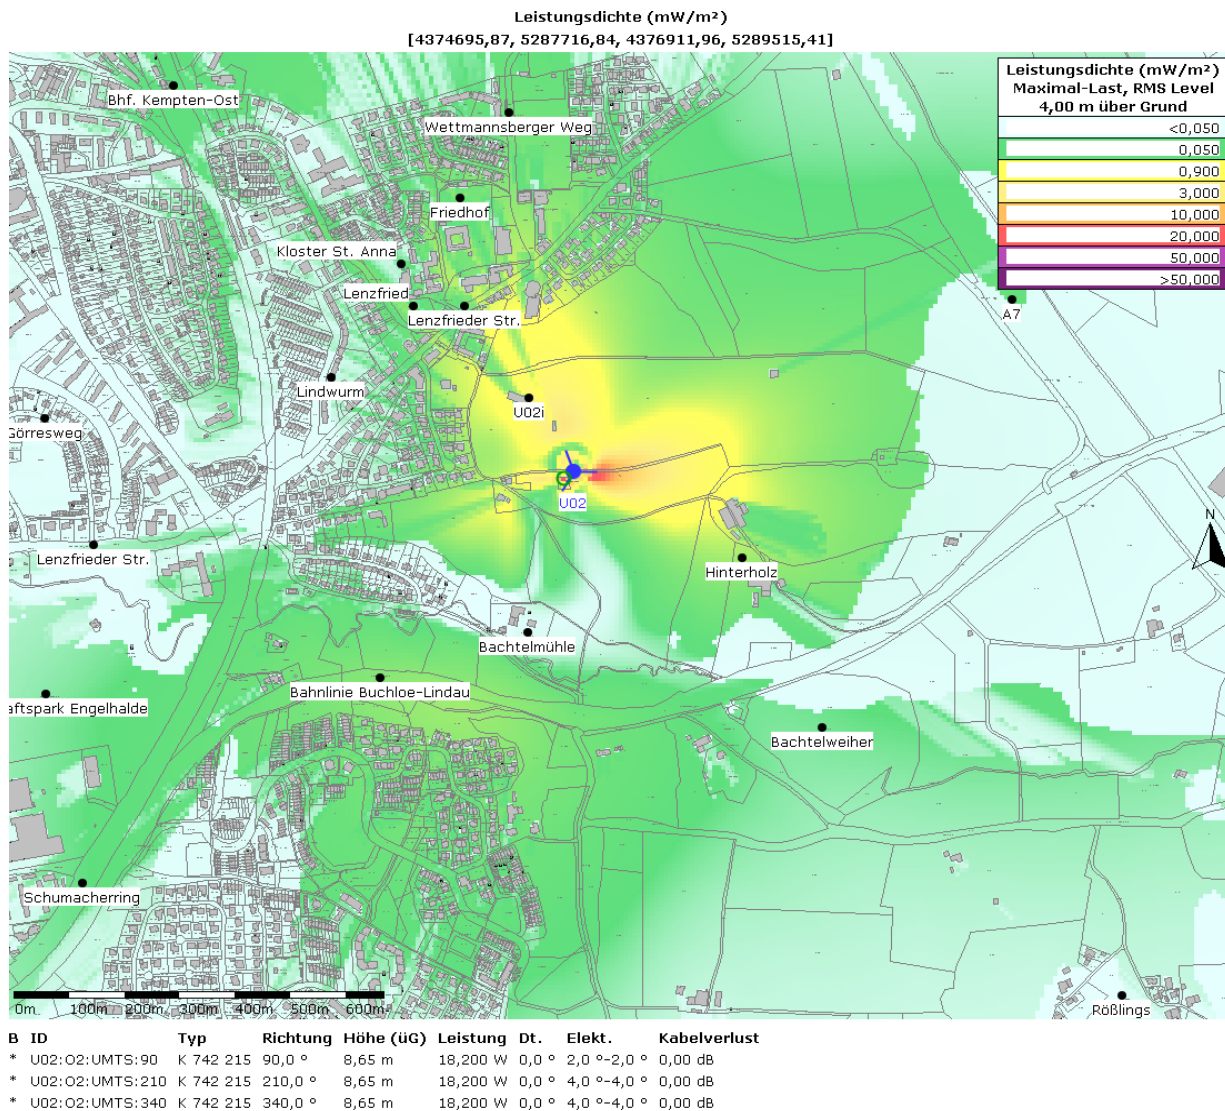 Leistungsdichte (mW/m²)
[4374695,87, 5287716,84, 4376911,96, 5289515,41]
Leistungsdichte (mW/m²)
Maximal-Last, RMS Level
4,00 m über Grund
<0,050
0,050
0,900
3,000
10,000
20,000
50,000
>50,000
Bhf. Kempten-Ost
Wettmannsberger Weg
Friedhof
Kloster St. Anna
Lenzfried
Lenzfrieder Str.
A7
Lindwurm
U02i
Görresweg
U02
N
Lenzfrieder Str.
Hinterholz
Bachtelmühle
Bahnlinie Buchloe-Lindau
aftspark Engelhalde
Bachtelweiher
Schumacherring
Rößlings
0m 100m 200m 300m 400m 500m 600m
B ID Typ Richtung Höhe (üG) Leistung Dt. Elekt. Kabelverlust
* U02:O2:UMTS:90 K 742 215 90,0 ° 8,65 m 18,200 W 0,0 ° 2,0 °-2,0 ° 0,00 dB
* U02:O2:UMTS:210 K 742 215 210,0 ° 8,65 m 18,200 W 0,0 ° 4,0 °-4,0 ° 0,00 dB
* U02:O2:UMTS:340 K 742 215 340,0 ° 8,65 m 18,200 W 0,0 ° 4,0 °-4,0 ° 0,00 dB